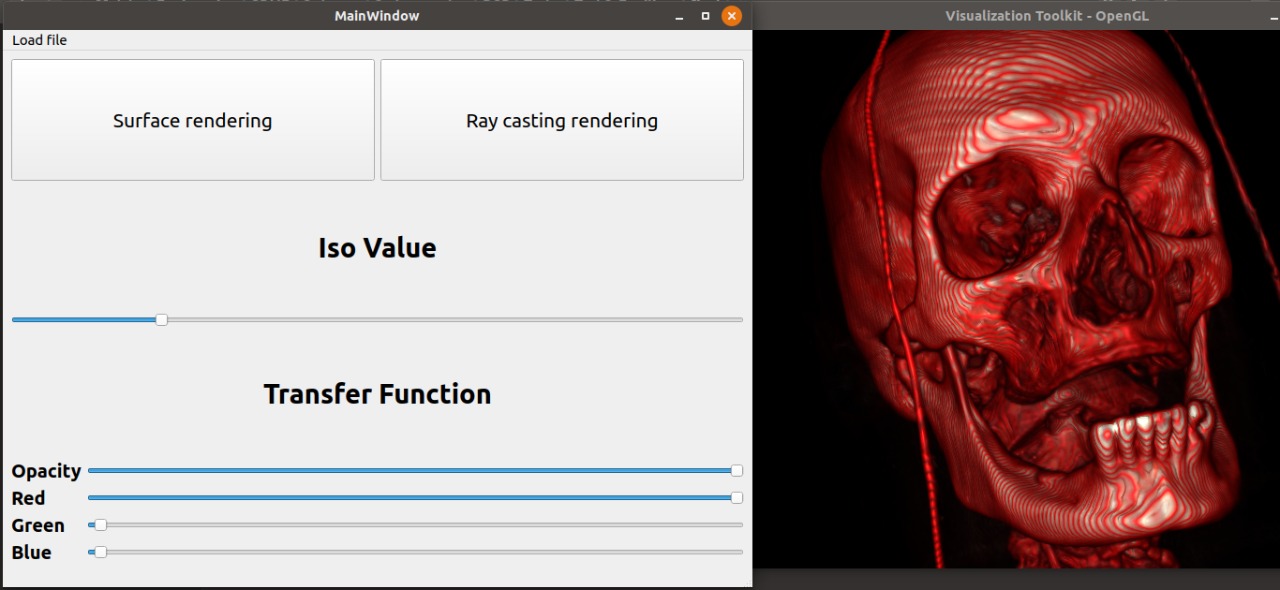 MainWindow
Visualization Toolkit - OpenGL
Load file
Surface rendering
Ray casting rendering
Iso Value
Transfer Function
Opacity
Red
Green
Blue